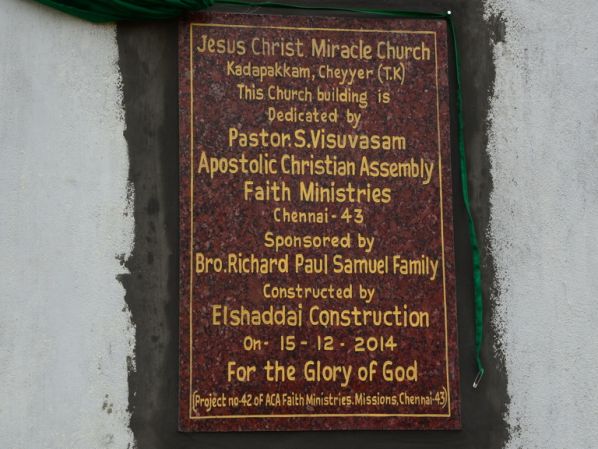 Jesus Christ Miracle Church
Kadapakkam, Cheyyer (T.K)
This Church building is
Dedicated by
Pastor.S.Visuvasam
Apostolic Christian Assembly
Faith Ministries
Chennai-43
Sponsored by
Bro.Richard Paul Samuel Family
Constructed by
Elshaddai Construction
On- 15-12-2014
For the Glory of God
(Project no-42 of ACA Faith Ministries. Missions, Chennai-43)